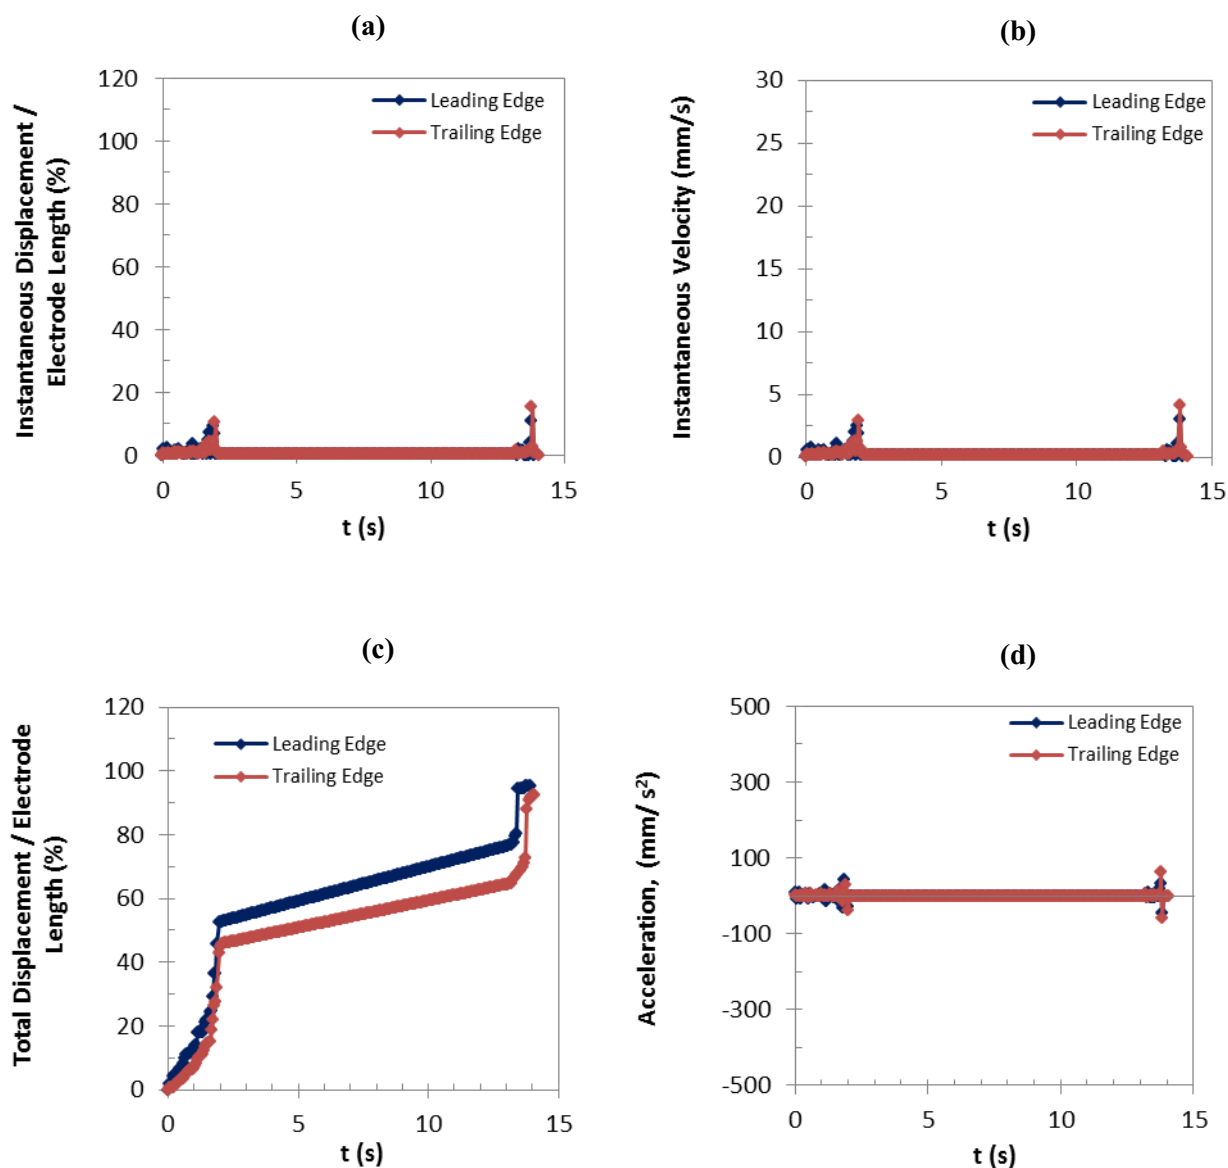 (a)
120
100
80
60
40
20
0
0 5 10 15
t (s)
Instantaneous Displacement /
Electrode Length (%)
Leading Edge
Trailing Edge
(b)
30
25
20
15
10
5
0
0 5 10 15
t (s)
Instantaneous Velocity (mm/s)
Leading Edge
Trailing Edge
(c)
120
100
80
60
40
20
0
0 5 10 15
t (s)
Total Displacement / Electrode
Length (%)
Leading Edge
Trailing Edge
(d)
500
300
100
-100
-300
-500
0 5 10 15
t (s)
Acceleration, (mm/ s²)
Leading Edge
Trailing Edge